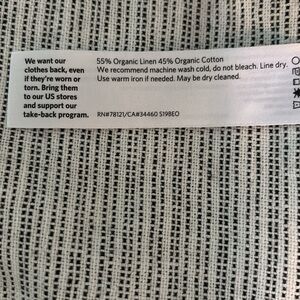 We want our
clothes back, even
if they're worn or
torn. Bring them
to our US stores
and support our
take-back program.
55% Organic Linen 45% Organic Cotton
We recommend machine wash cold, do not bleach. Line dry.
Use warm iron if needed. May be dry cleaned.
RN#78121/CA#34460 S19BEO